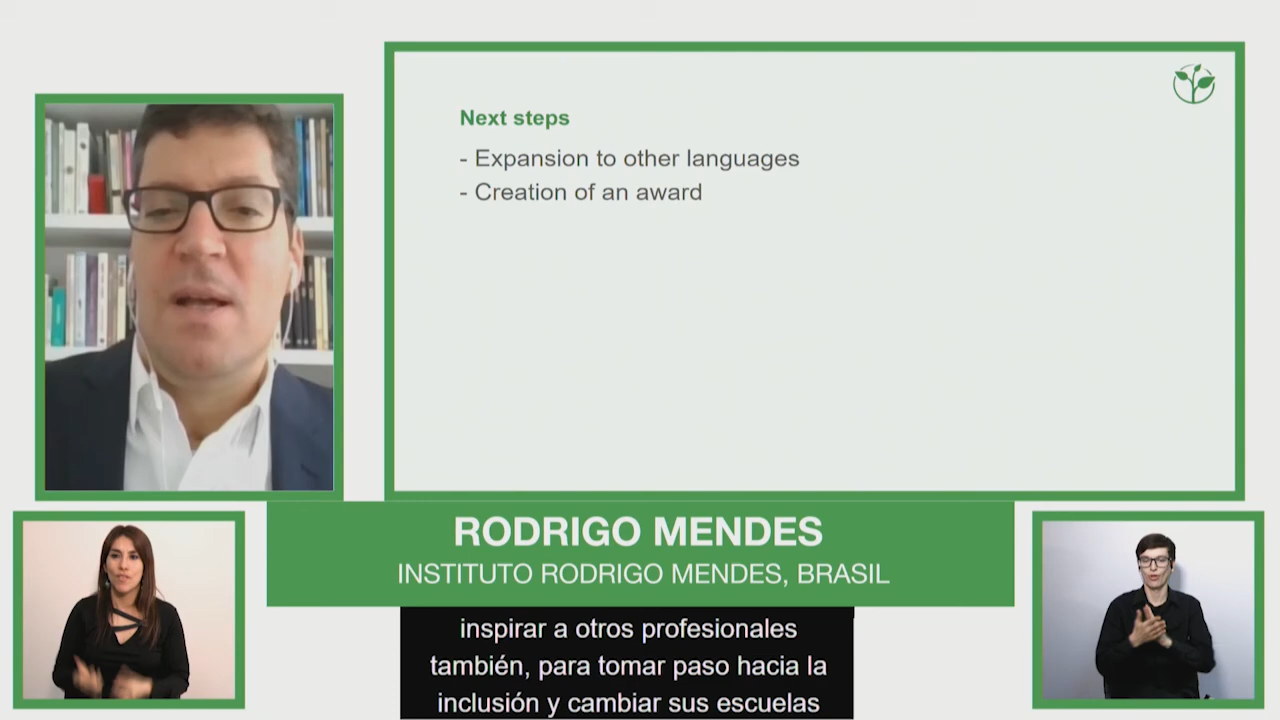 Next steps
- Expansion to other languages
- Creation of an award
RODRIGO MENDES
INSTITUTO RODRIGO MENDES, BRASIL
inspirar a otros profesionales
también, para tomar paso hacia la
inclusión y cambiar sus escuelas